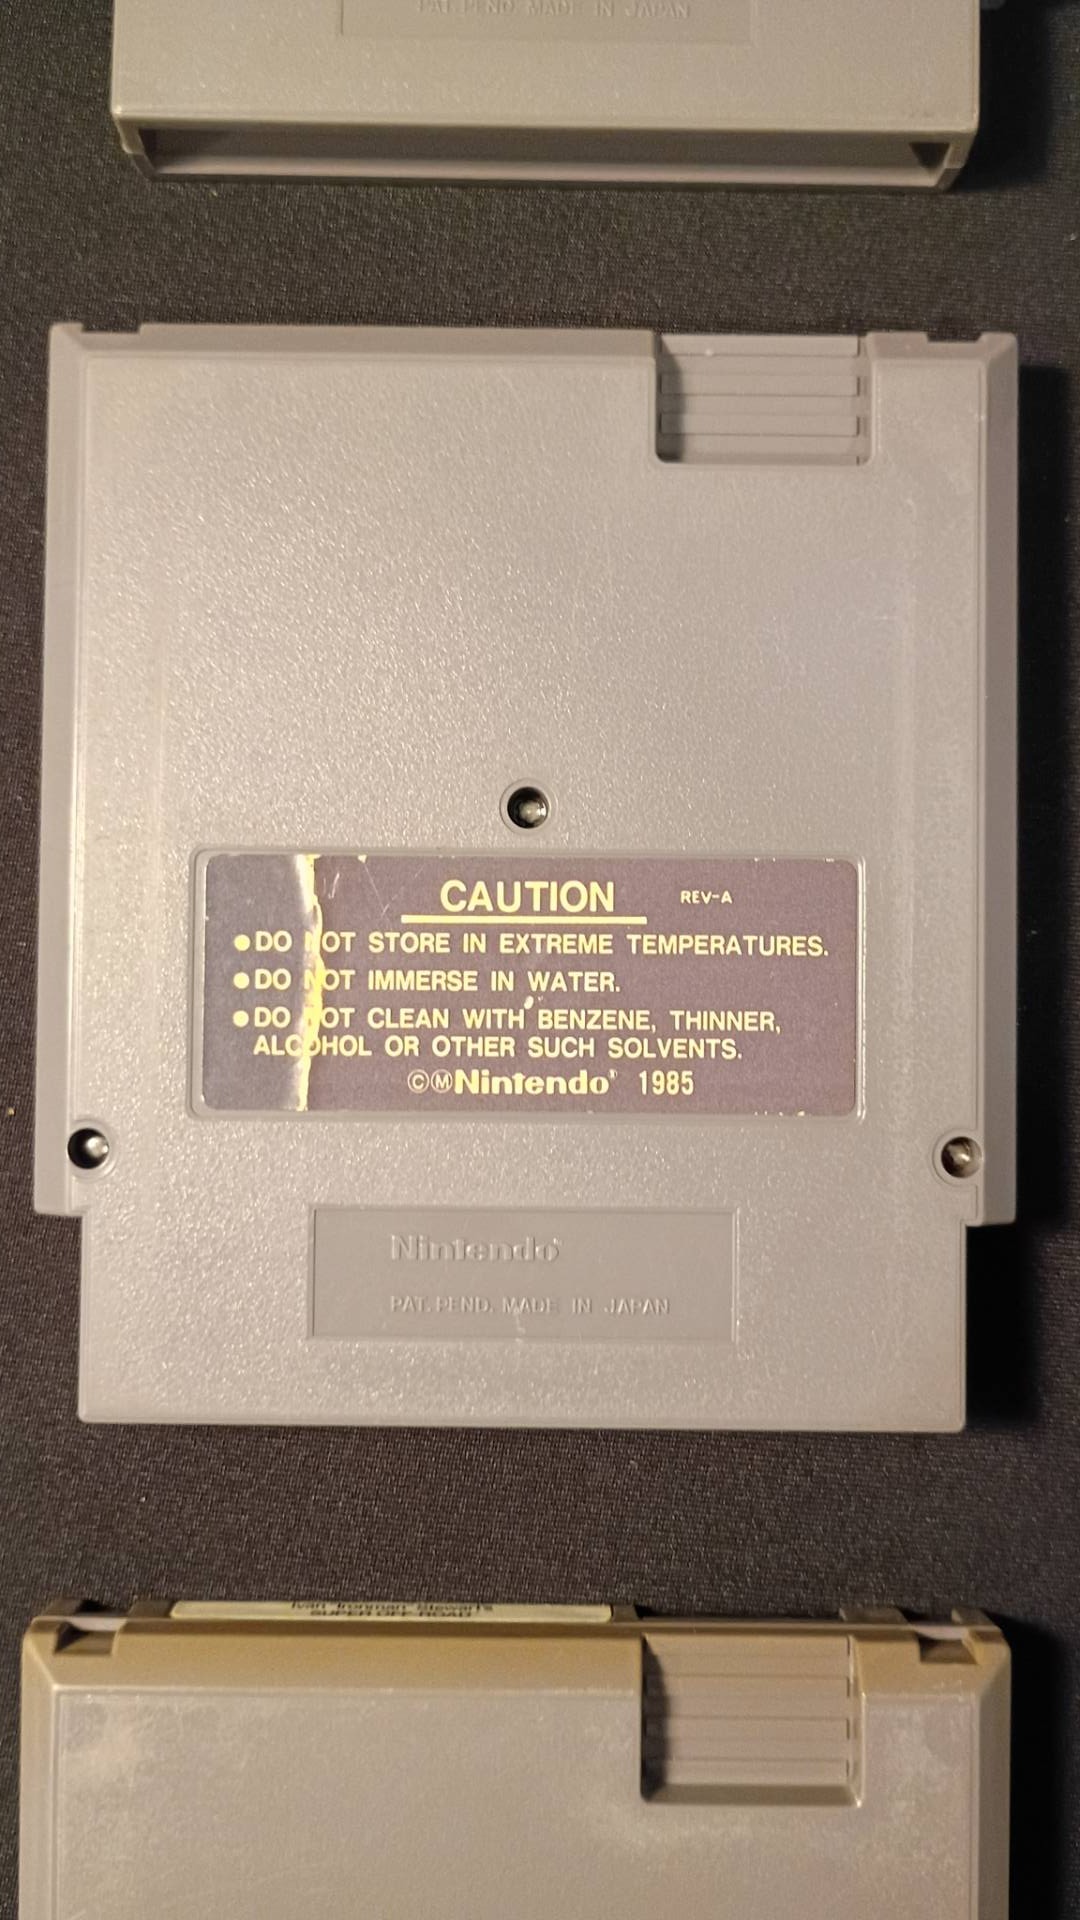 PAT. PEND. MADE IN JAPAN
CAUTION REV-A
●DO NOT STORE IN EXTREME TEMPERATURES.
●DO NOT IMMERSE IN WATER.
●DO NOT CLEAN WITH BENZENE, THINNER,
ALCOHOL OR OTHER SUCH SOLVENTS.
©ⓂNintendo® 1985
Nintendo®
PAT. PEND. MADE IN JAPAN
Ivan "Ironman" Stewart's
SUPER OFF ROAD